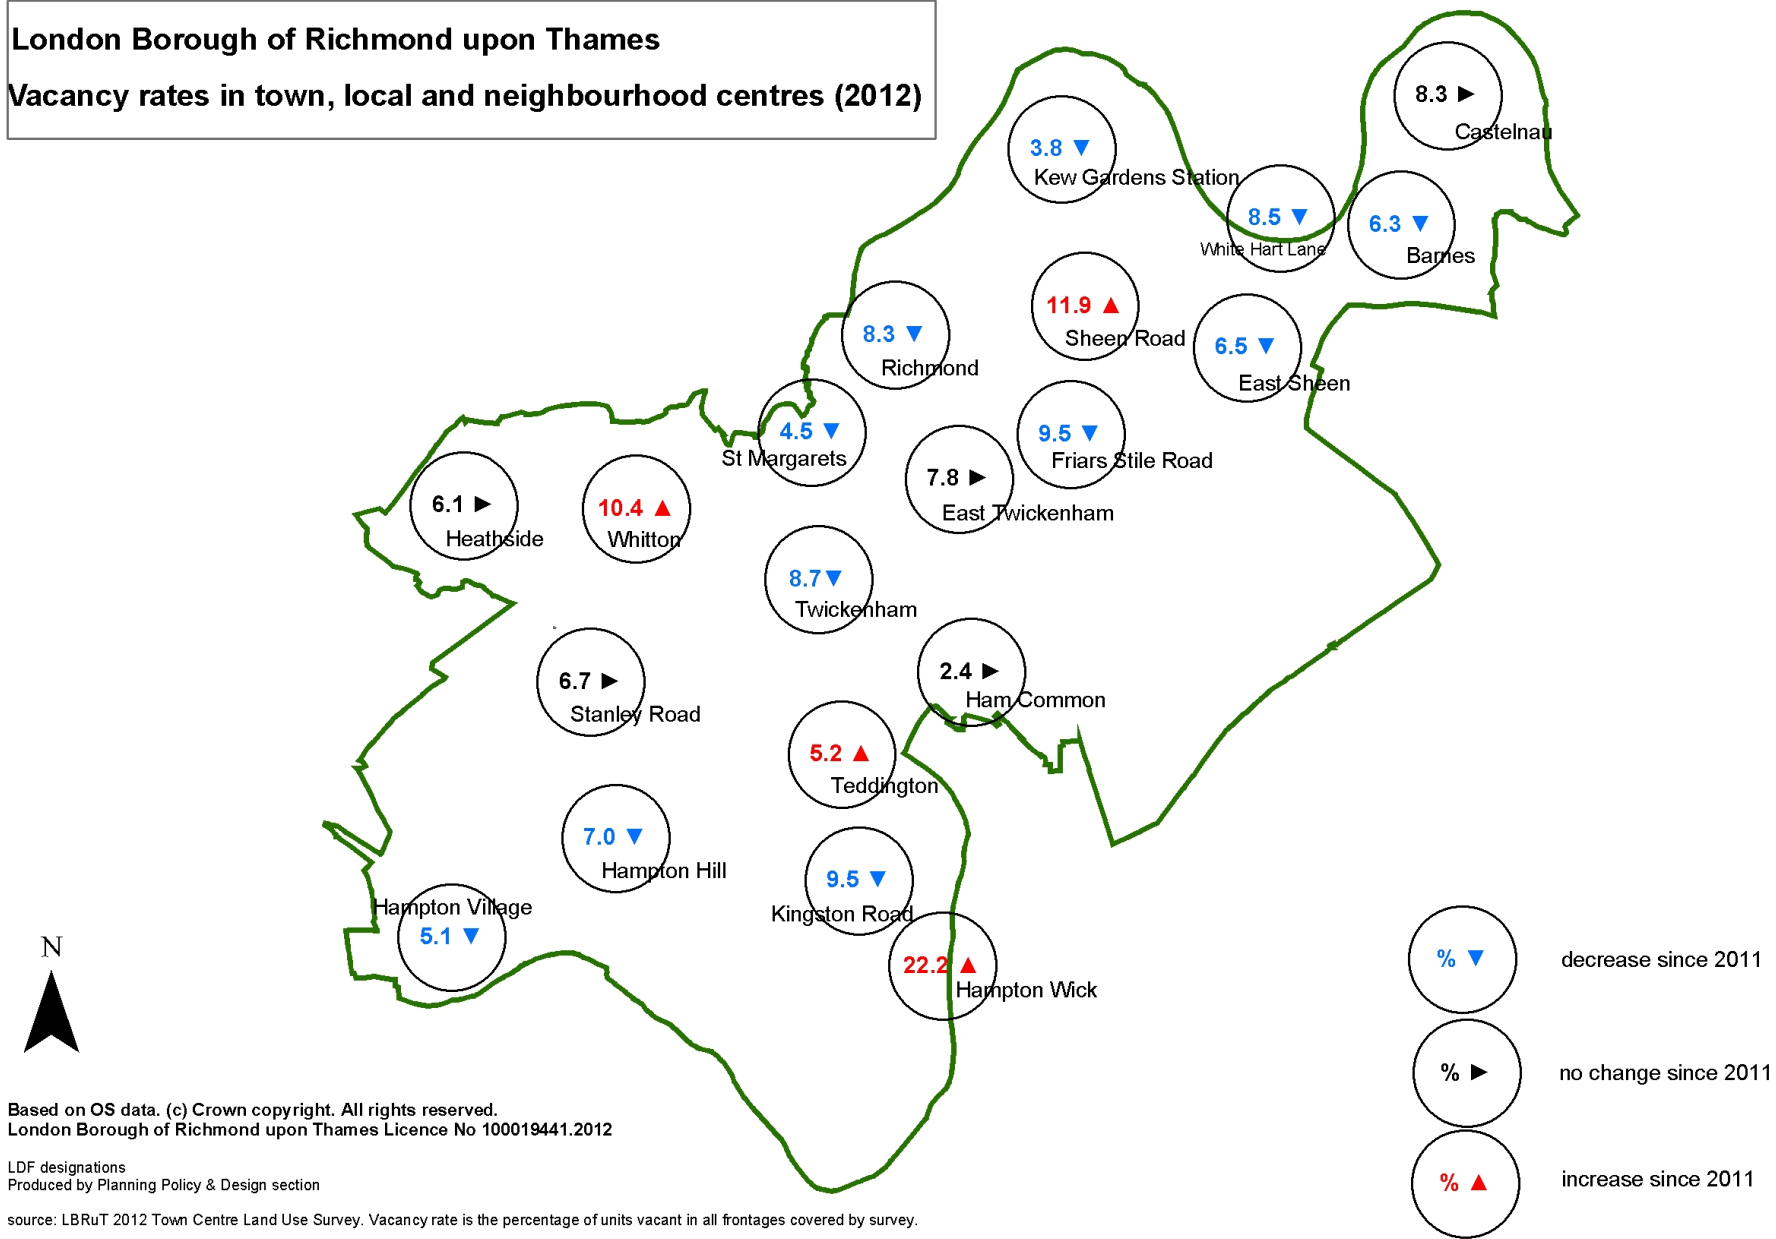 London Borough of Richmond upon Thames
Vacancy rates in town, local and neighbourhood centres (2012)
8.3 ►
Castelnau
3.8 ▼
Kew Gardens Station
8.5 ▼
White Hart Lane
6.3 ▼
Barnes
11.9 ▲
Sheen Road
8.3 ▼
Richmond
6.5 ▼
East Sheen
4.5 ▼
St Margarets
9.5 ▼
Friars Stile Road
7.8 ►
East Twickenham
6.1 ►
Heathside
10.4 ▲
Whitton
8.7 ▼
Twickenham
2.4 ►
Ham Common
6.7 ►
Stanley Road
5.2 ▲
Teddington
7.0 ▼
Hampton Hill
9.5 ▼
Kingston Road
Hampton Village
5.1 ▼
22.2 ▲
Hampton Wick
N
% ▼ decrease since 2011
% ► no change since 2011
% ▲ increase since 2011
Based on OS data. (c) Crown copyright. All rights reserved.
London Borough of Richmond upon Thames Licence No 100019441.2012
LDF designations
Produced by Planning Policy & Design section
source: LBRuT 2012 Town Centre Land Use Survey. Vacancy rate is the percentage of units vacant in all frontages covered by survey.